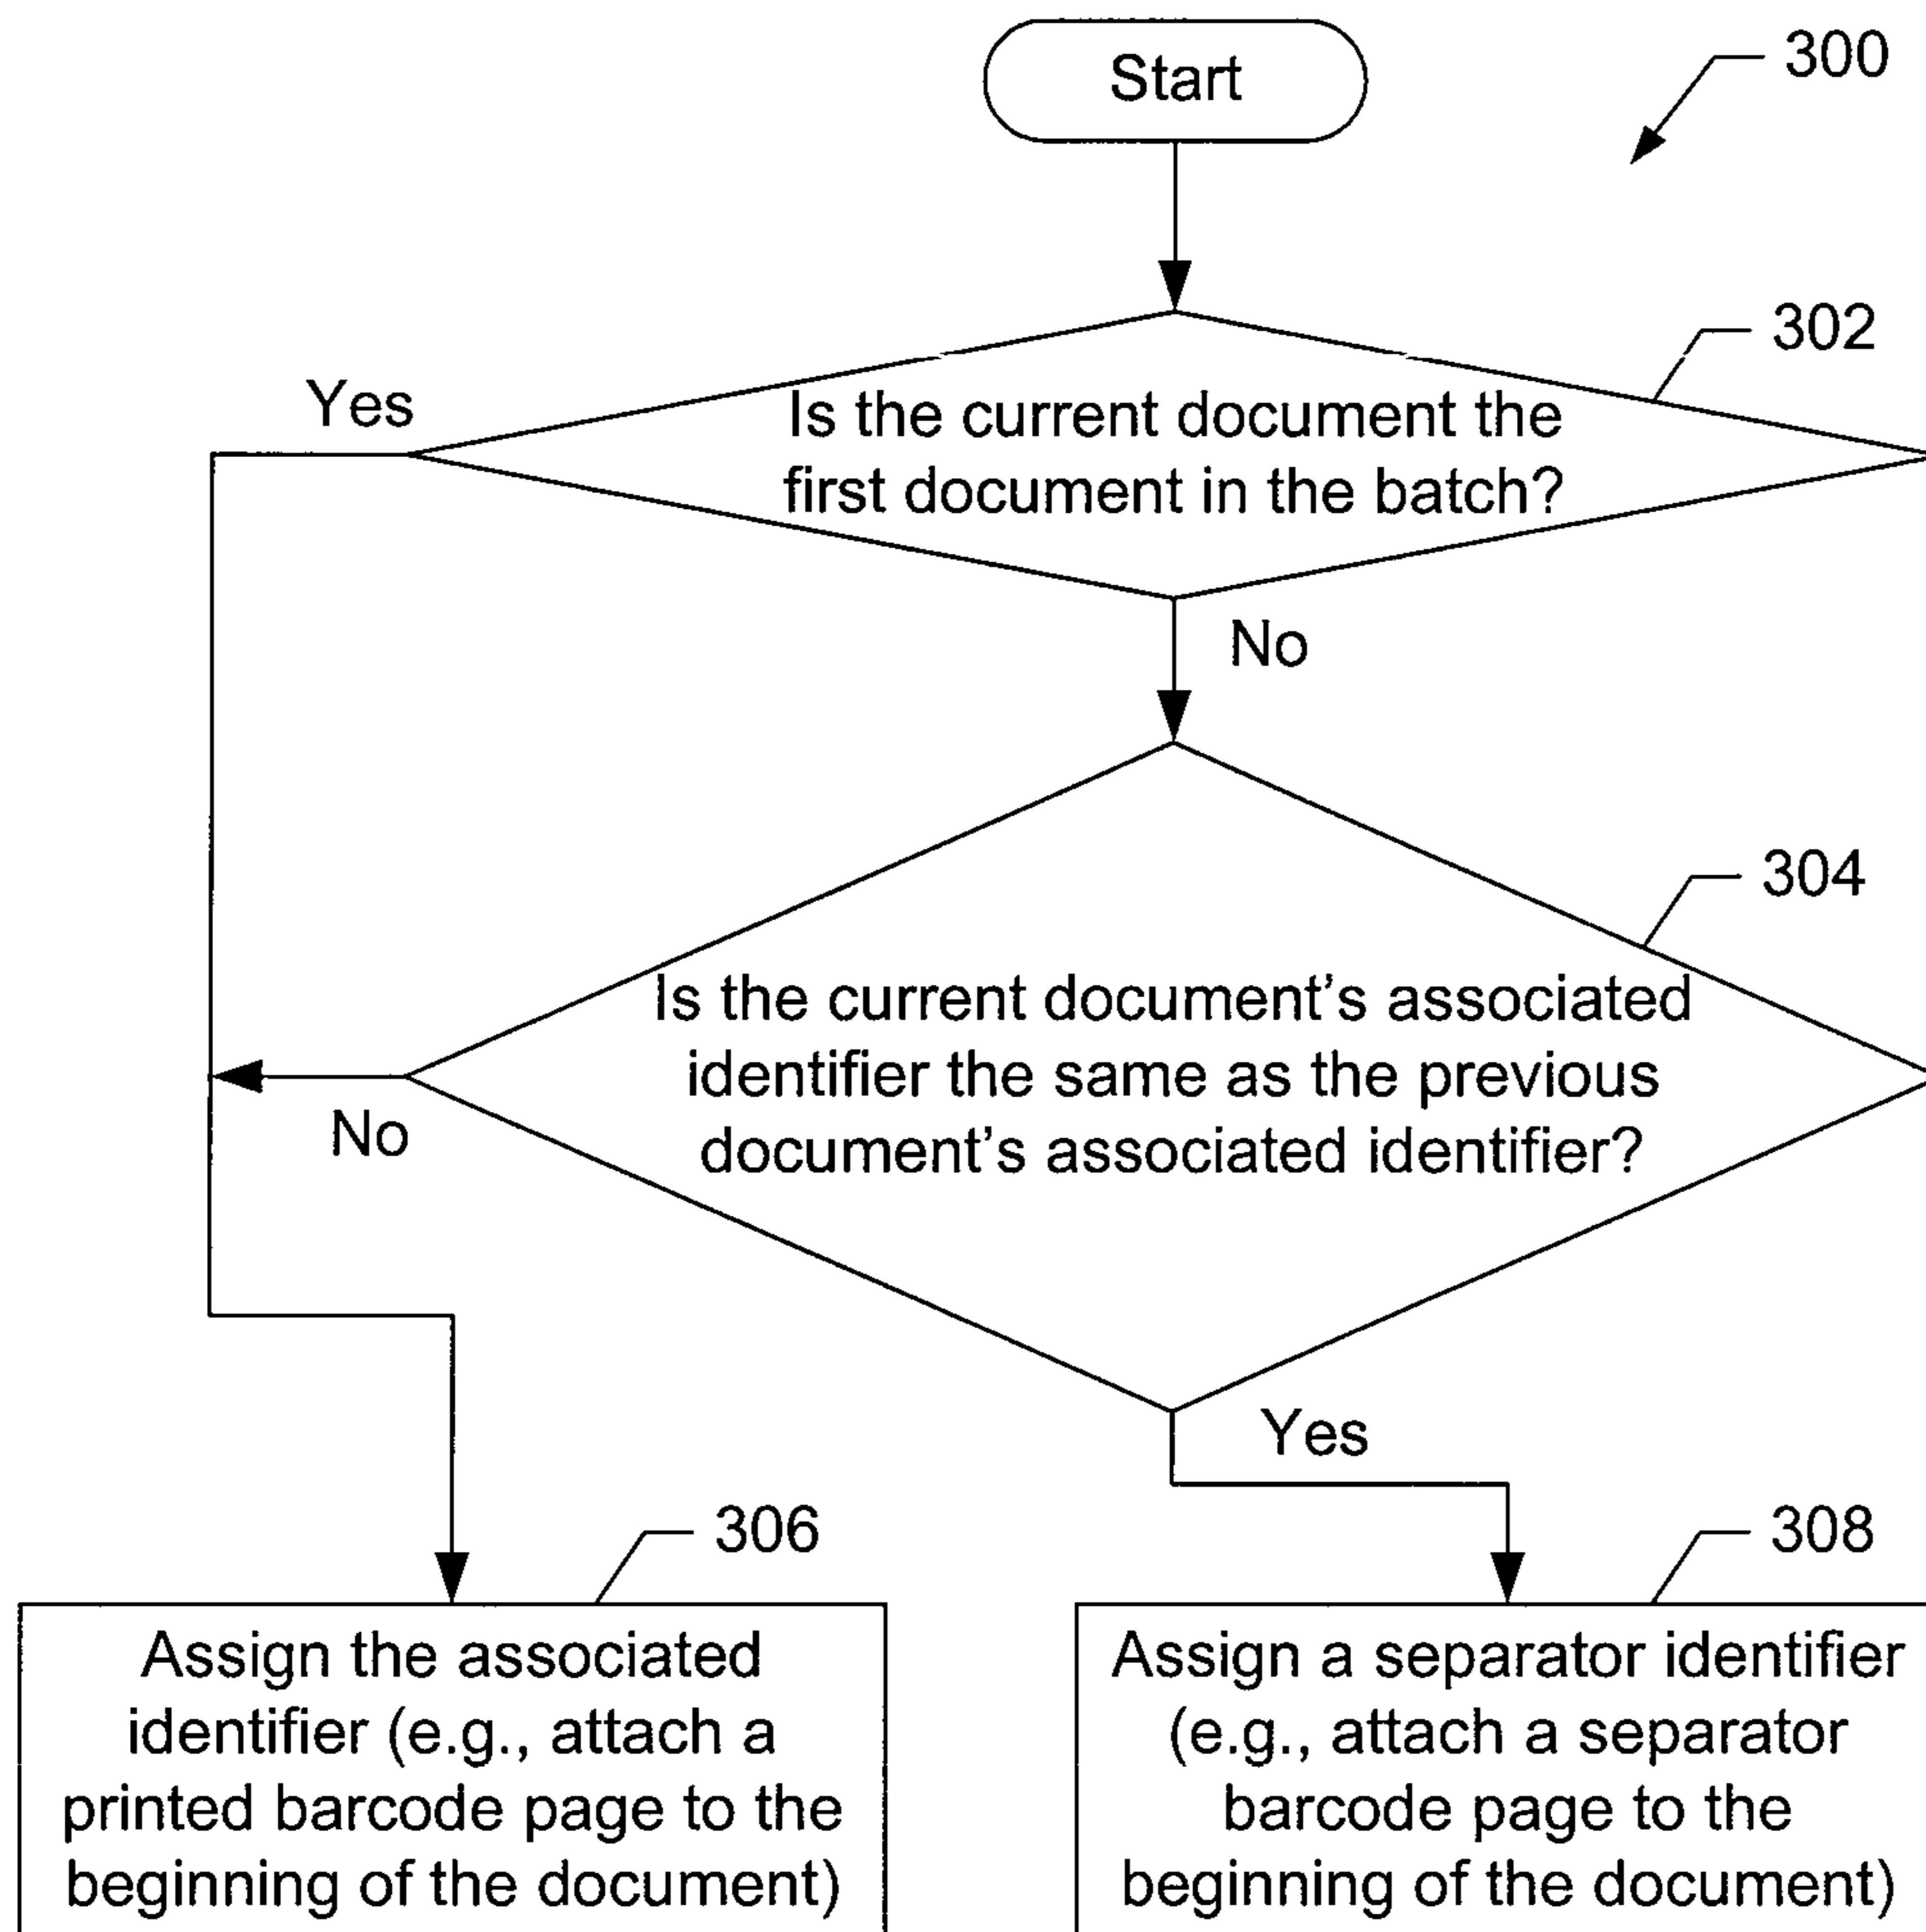 Start
300
302
Yes
Is the current document the
first document in the batch?
No
304
Is the current document's associated
identifier the same as the previous
document's associated identifier?
No
Yes
306
308
Assign the associated
identifier (e.g., attach a
printed barcode page to the
beginning of the document)
Assign a separator identifier
(e.g., attach a separator
barcode page to the
beginning of the document)